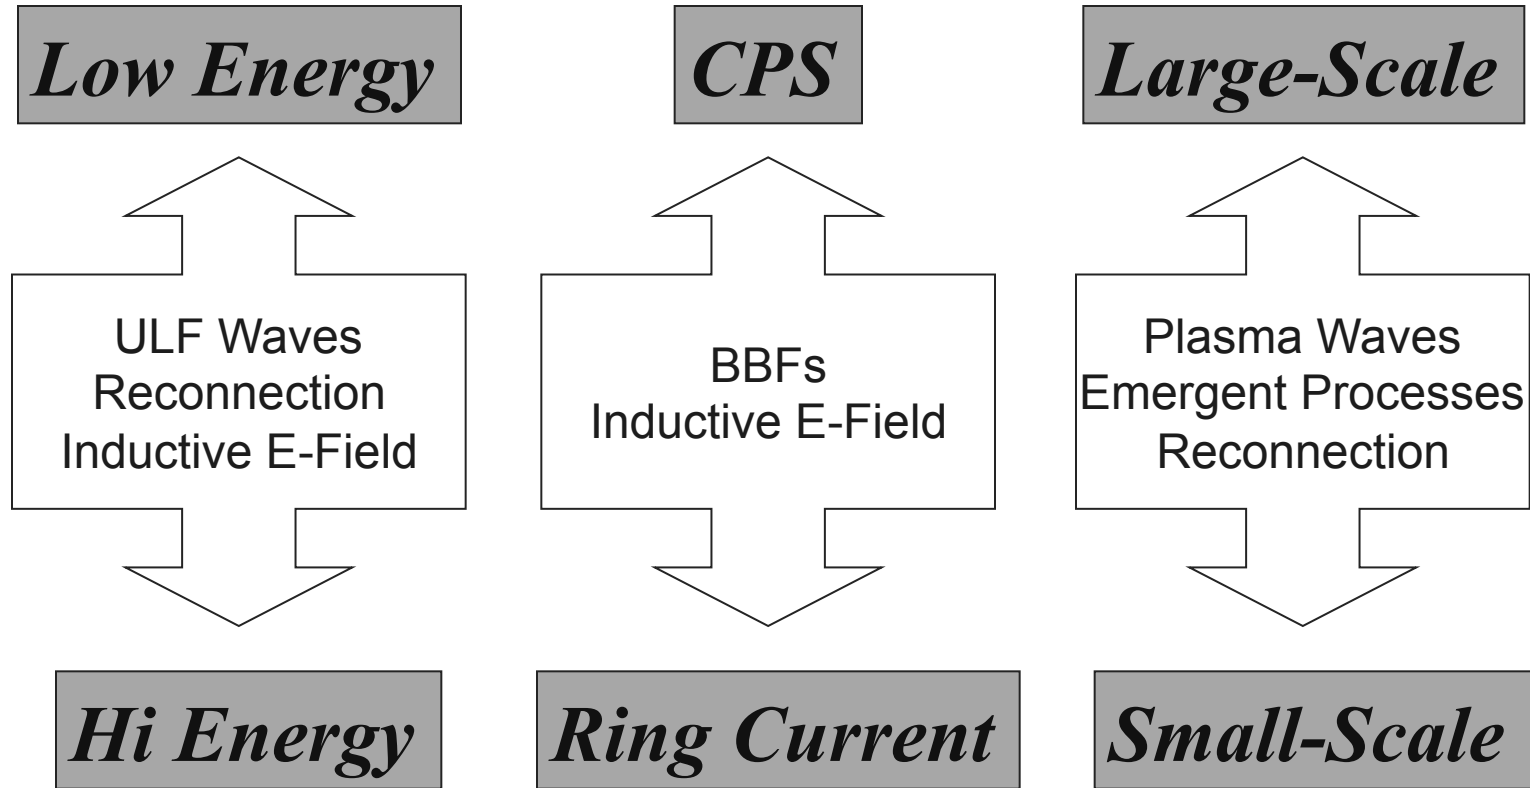 Low Energy
CPS
Large-Scale
ULF Waves
Reconnection
Inductive E-Field
BBFs
Inductive E-Field
Plasma Waves
Emergent Processes
Reconnection
Hi Energy
Ring Current
Small-Scale